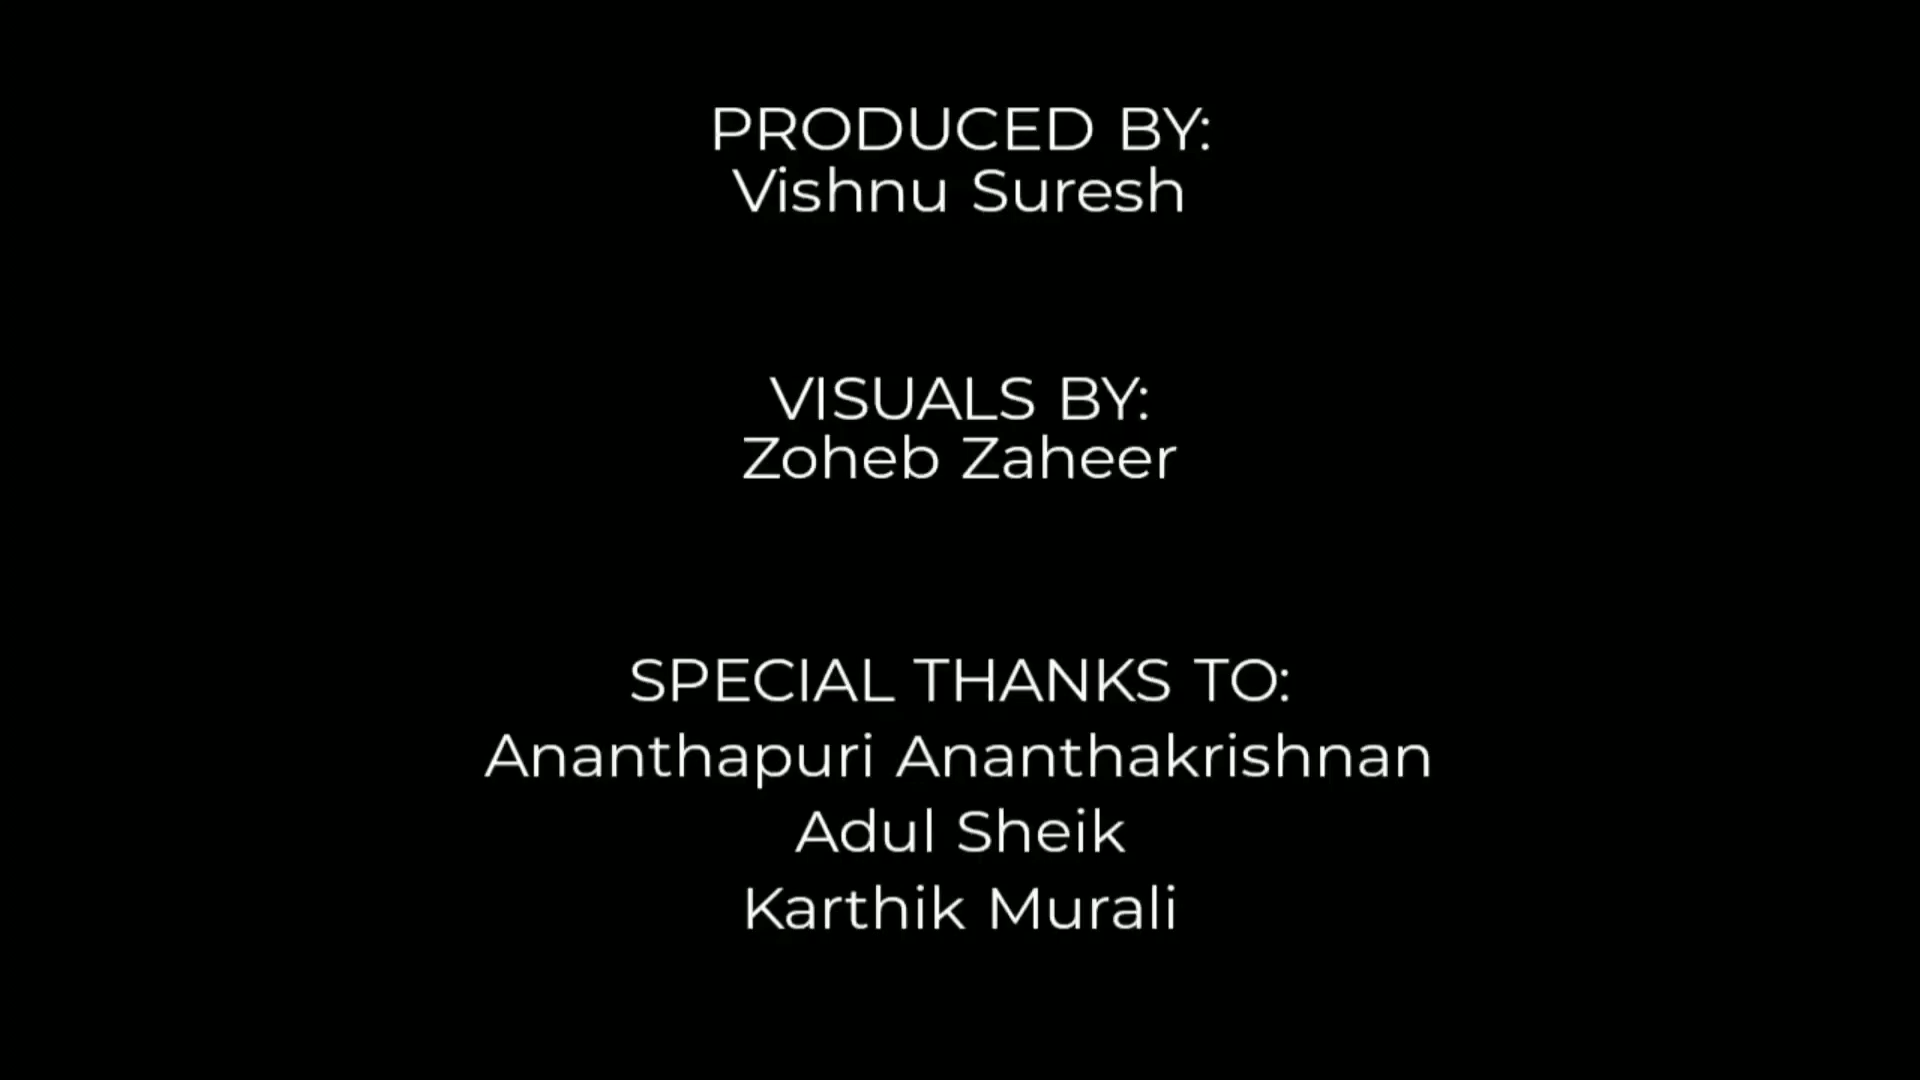 PRODUCED BY:
Vishnu Suresh
VISUALS BY:
Zoheb Zaheer
SPECIAL THANKS TO:
Ananthapuri Ananthakrishnan
Adul Sheik
Karthik Murali